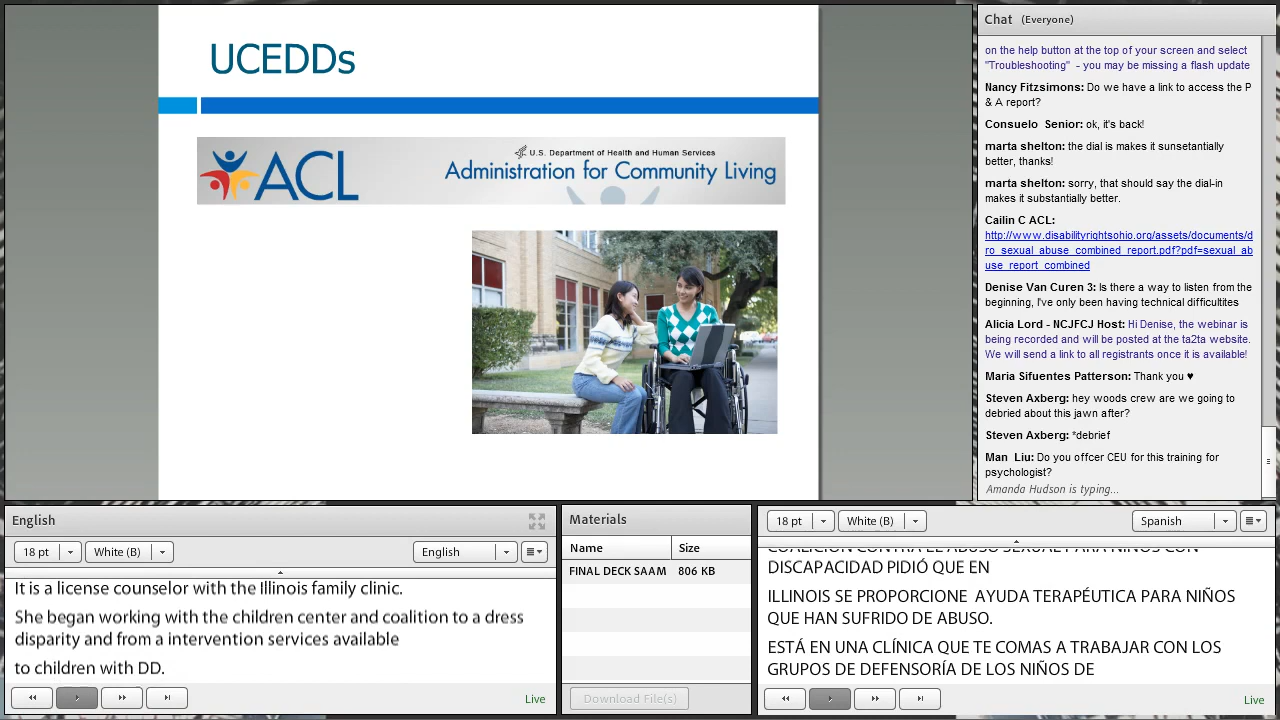 UCEDDs
ACL
U.S. Department of Health and Human Services
Administration for Community Living
Chat (Everyone)
on the help button at the top of your screen and select
"Troubleshooting" - you may be missing a flash update
Nancy Fitzsimons: Do we have a link to access the P
& A report?
Consuelo Senior: ok, it's back!
marta shelton: the dial is makes it sunsetantially
better, thanks!
marta shelton: sorry, that should say the dial-in
makes it substantially better.
Cailin C ACL:
http://www.disabilityrightsohio.org/assets/documents/d
ro_sexual_abuse_combined_report.pdf?pdf=sexual_ab
use_report_combined
Denise Van Curen 3: Is there a way to listen from the
beginning, I've only been having technical difficultites
Alicia Lord - NCJFCJ Host: Hi Denise, the webinar is
being recorded and will be posted at the ta2ta website.
We will send a link to all registrants once it is available!
Maria Sifuentes Patterson: Thank you ♥
Steven Axberg: hey woods crew are we going to
debried about this jawn after?
Steven Axberg: *debrief
Man Liu: Do you offcer CEU for this training for
psychologist?
Amanda Hudson is typing...
English
18 pt White (B) English
It is a license counselor with the Illinois family clinic.
She began working with the children center and coalition to a dress
disparity and from a intervention services available
to children with DD.
Live
Materials
Name Size
FINAL DECK SAAM 806 KB
Download File(s)
18 pt White (B) Spanish
COALICIÓN CONTRA EL ABUSO SEXUAL PARA NIÑOS CON
DISCAPACIDAD PIDIÓ QUE EN
ILLINOIS SE PROPORCIONE AYUDA TERAPÉUTICA PARA NIÑOS
QUE HAN SUFRIDO DE ABUSO.
ESTÁ EN UNA CLÍNICA QUE TE COMAS A TRABAJAR CON LOS
GRUPOS DE DEFENSORÍA DE LOS NIÑOS DE
Live